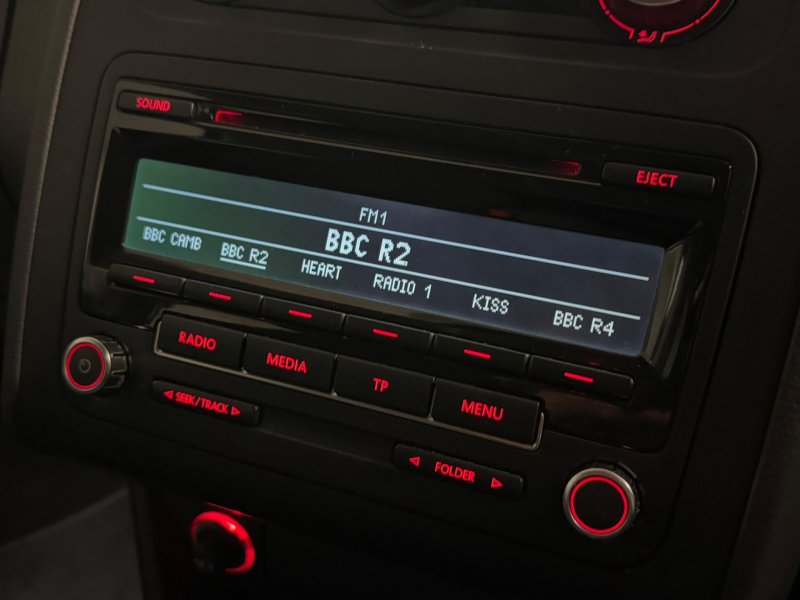 SOUND
EJECT
FM1
BBC R2
BBC CAMB BBC R2 HEART RADIO 1 KISS BBC R4
RADIO MEDIA TP MENU
SEEK/TRACK
FOLDER